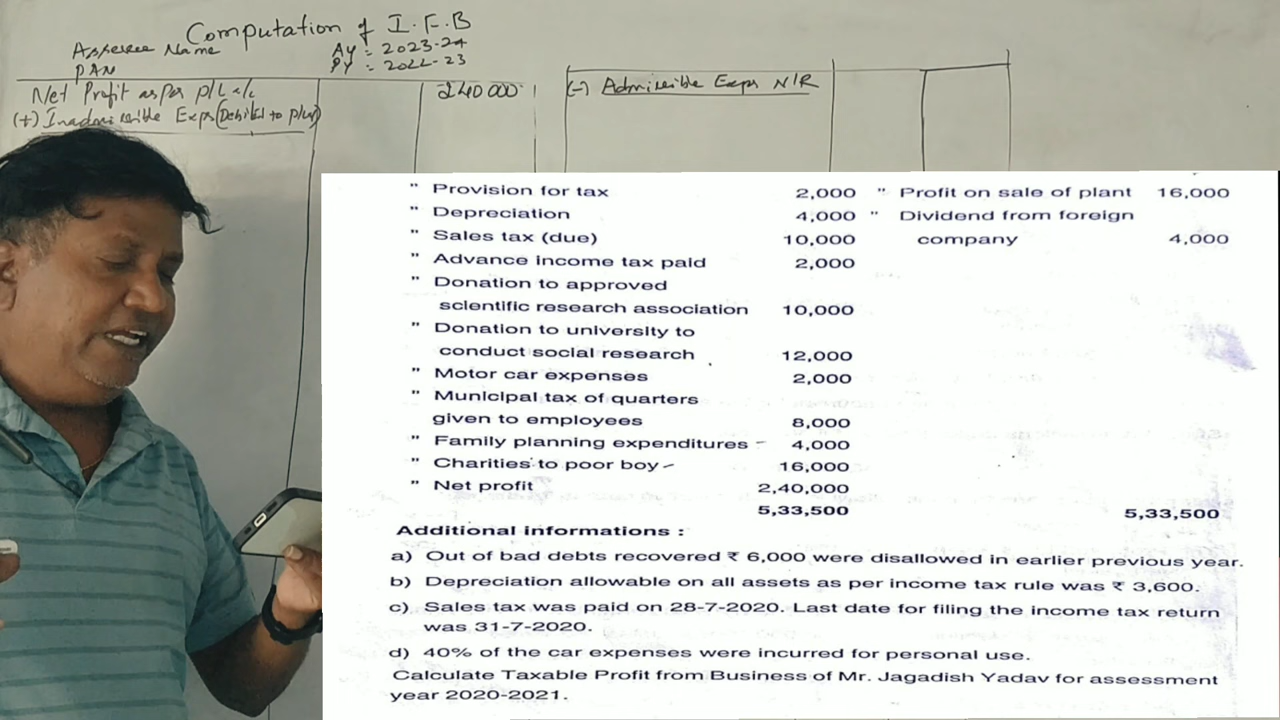 Computation of I.F.B
Assessee Name
PAN
AY : 2023-24
PY : 2022-23
Net Profit as per P/L a/c 240000
(+) Inadmissible Exps (Debited to P/L a/c)
(-) Admissible Exps N/R
" Provision for tax 2,000 " Profit on sale of plant 16,000
" Depreciation 4,000 " Dividend from foreign
" Sales tax (due) 10,000 company 4,000
" Advance income tax paid 2,000
" Donation to approved
scientific research association 10,000
" Donation to university to
conduct social research 12,000
" Motor car expenses 2,000
" Municipal tax of quarters
given to employees 8,000
" Family planning expenditures 4,000
" Charities to poor boy 16,000
" Net profit 2,40,000
5,33,500 5,33,500
Additional informations :
a) Out of bad debts recovered ₹ 6,000 were disallowed in earlier previous year.
b) Depreciation allowable on all assets as per income tax rule was ₹ 3,600.
c) Sales tax was paid on 28-7-2020. Last date for filing the income tax return
was 31-7-2020.
d) 40% of the car expenses were incurred for personal use.
Calculate Taxable Profit from Business of Mr. Jagadish Yadav for assessment
year 2020-2021.